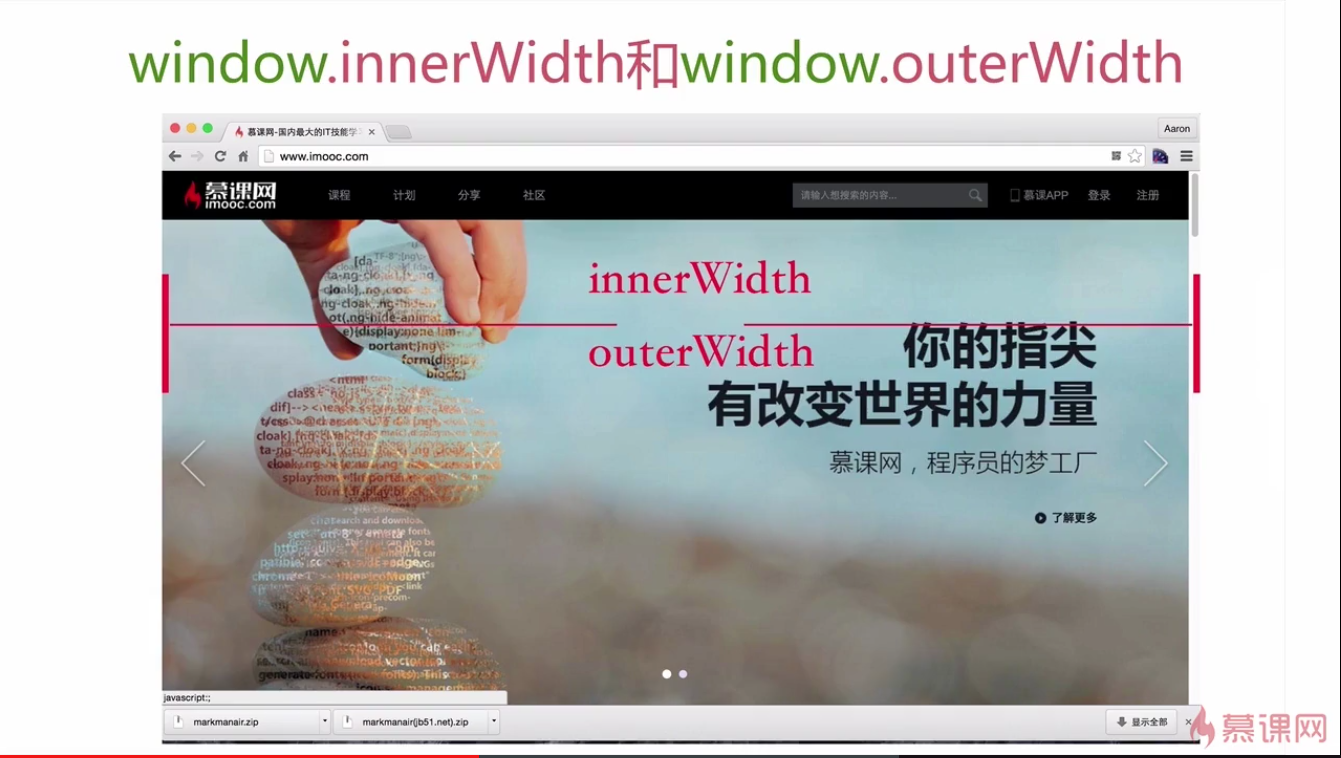 window.innerWidth和window.outerWidth
慕课网-国内最大的IT技能学习
Aaron
www.imooc.com
慕课网
imooc.com
课程 计划 分享 社区
请输入想搜索的内容...
慕课APP 登录 注册
innerWidth
outerWidth
你的指尖
有改变世界的力量
慕课网，程序员的梦工厂
了解更多
javascript:;
markmanair.zip
markmanair(jb51.net).zip
显示全部
慕课网